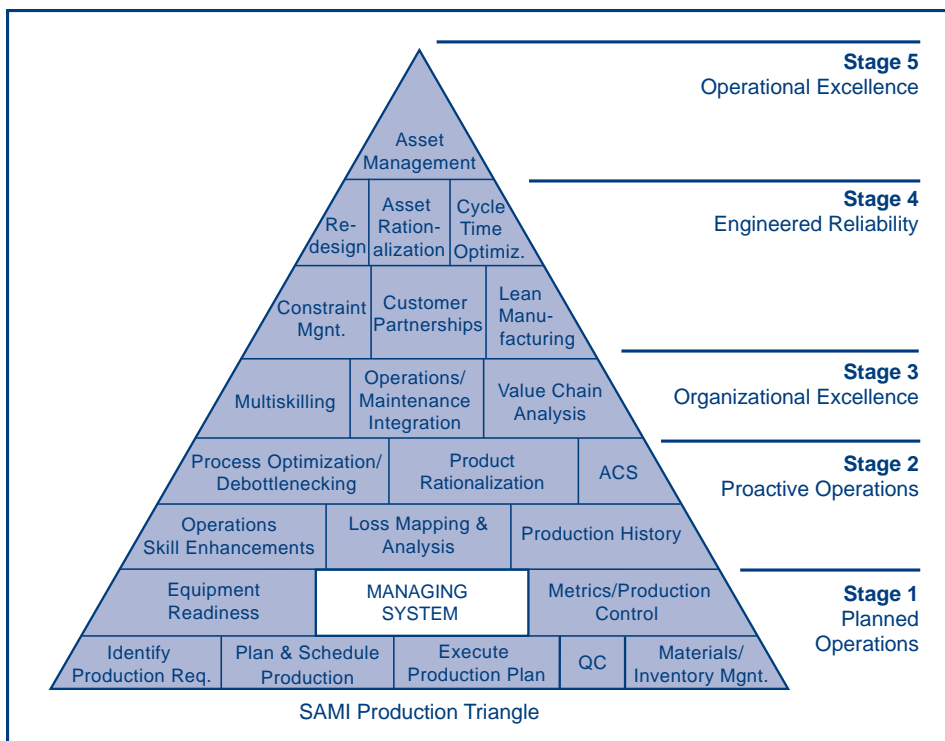 Stage 5
Operational Excellence
Asset
Management
Stage 4
Engineered Reliability
Re-
design
Asset
Ration-
alization
Cycle
Time
Optimiz.
Constraint
Mgnt.
Customer
Partnerships
Lean
Manu-
facturing
Stage 3
Organizational Excellence
Multiskilling
Operations/
Maintenance
Integration
Value Chain
Analysis
Stage 2
Proactive Operations
Process Optimization/
Debottlenecking
Product
Rationalization
ACS
Operations
Skill Enhancements
Loss Mapping &
Analysis
Production History
Stage 1
Planned
Operations
Equipment
Readiness
MANAGING
SYSTEM
Metrics/Production
Control
Identify
Production Req.
Plan & Schedule
Production
Execute
Production Plan
QC
Materials/
Inventory Mgnt.
SAMI Production Triangle